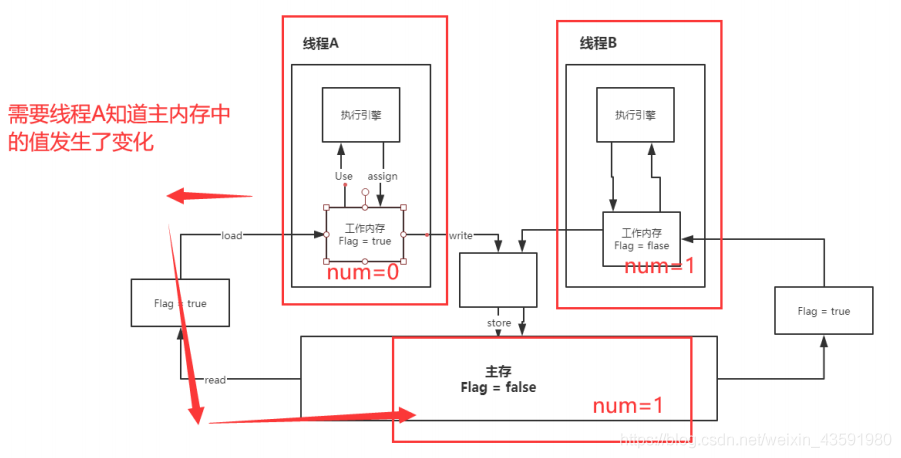 线程A
线程B
需要线程A知道主内存中
的值发生了变化
执行引擎
执行引擎
Use
assign
工作内存
Flag = true
num=0
工作内存
Flag = flase
num=1
load
write
Flag = true
Flag = true
store
read
主存
Flag = false
num=1
https://blog.csdn.net/weixin_43591980